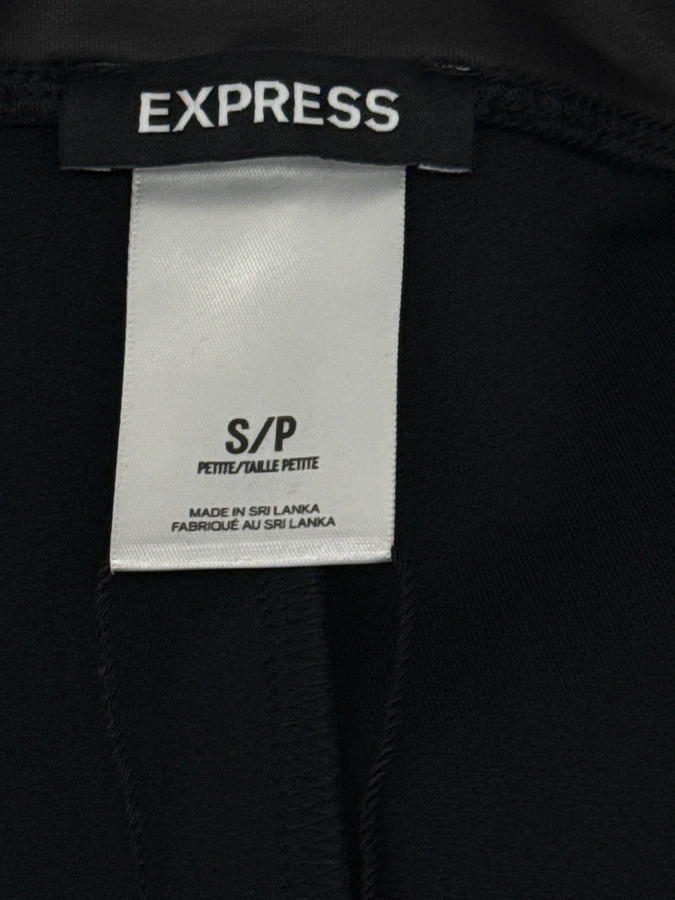 EXPRESS
S/P
PETITE/TAILLE PETITE
MADE IN SRI LANKA
FABRIQUÉ AU SRI LANKA